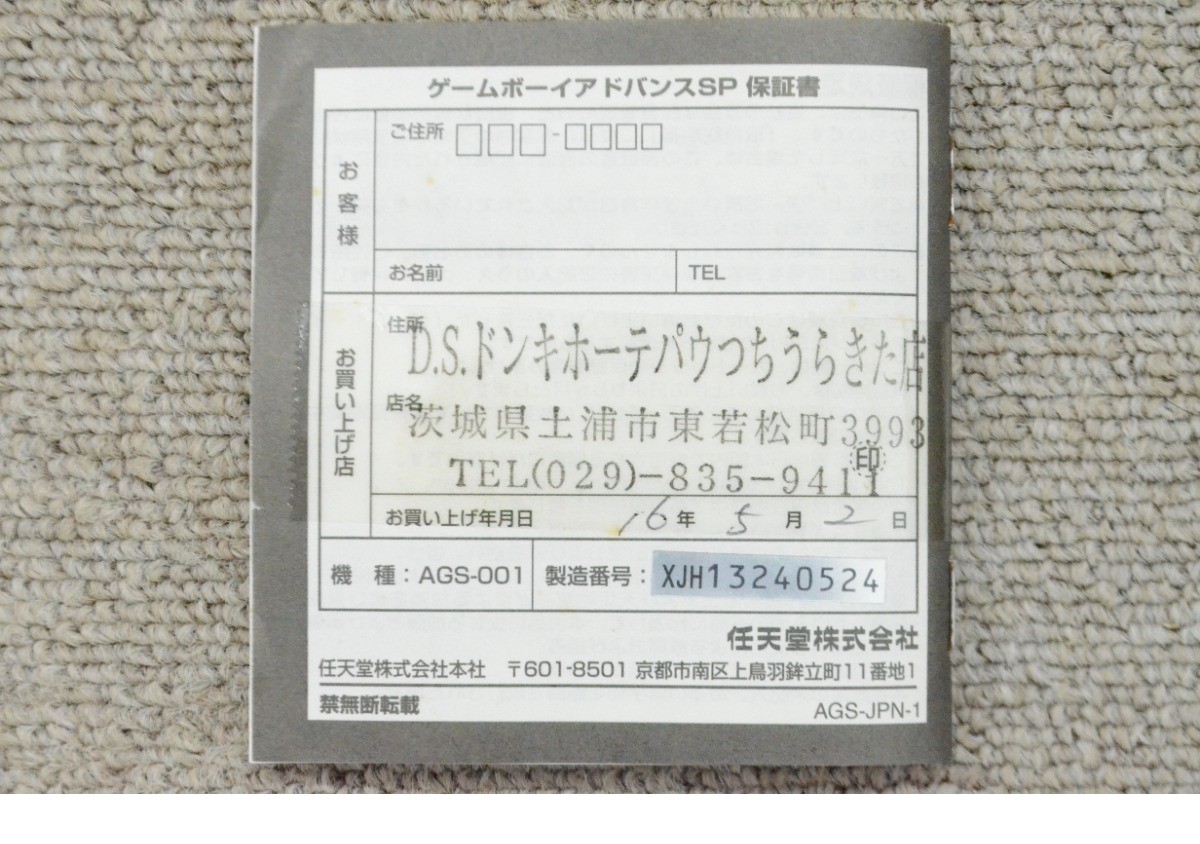 ゲームボーイアドバンスSP 保証書
お客様
ご住所 □□□-□□□□
お名前
TEL
お買い上げ店
住所
D.S.ドンキホーテパウつちうらきた店
店名
茨城県土浦市東若松町3993
印
TEL(029)-835-9411
お買い上げ年月日 16年 5月 2日
機 種:AGS-001 製造番号:XJH13240524
任天堂株式会社
任天堂株式会社本社 〒601-8501 京都市南区上鳥羽鉾立町11番地1
禁無断転載
AGS-JPN-1